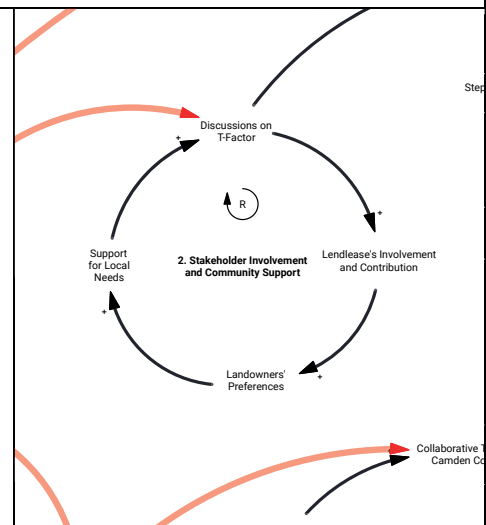 Step
Discussions on
T-Factor
+
+
R
Support
for Local
Needs
2. Stakeholder Involvement
and Community Support
Lendlease's Involvement
and Contribution
+
Landowners'
Preferences
+
Collaborative T
Camden Co